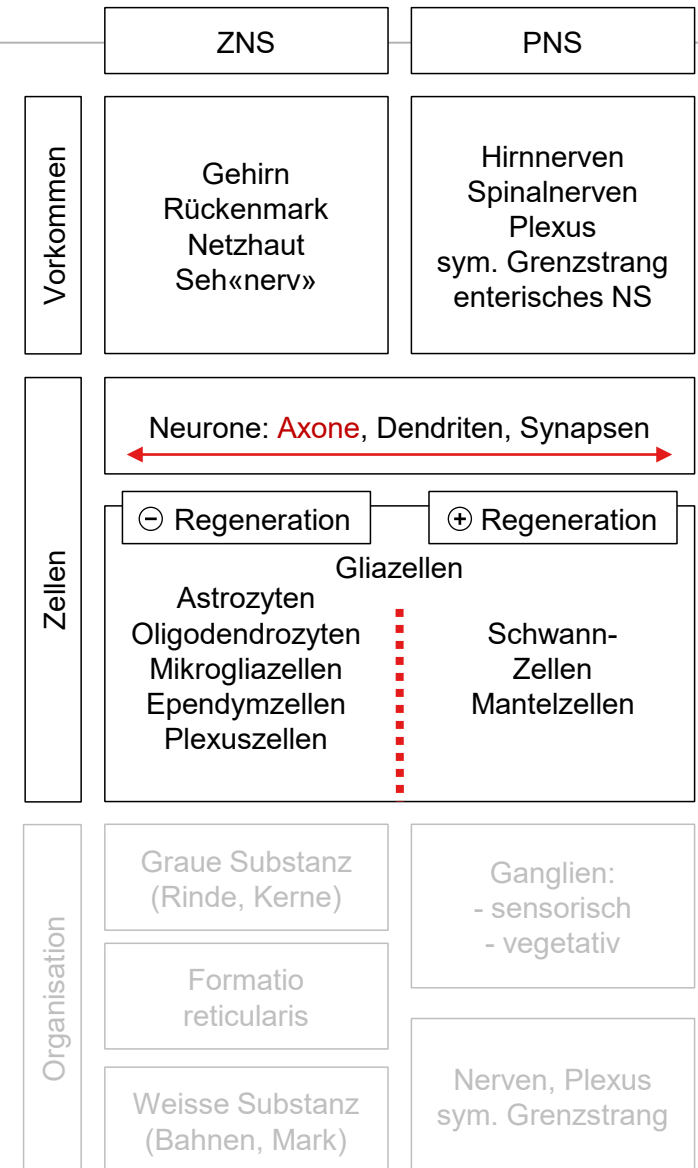 ZNS
PNS
Vorkommen
Gehirn
Rückenmark
Netzhaut
Seh«nerv»
Hirnnerven
Spinalnerven
Plexus
sym. Grenzstrang
enterisches NS
Zellen
Neurone: Axone, Dendriten, Synapsen
⊖ Regeneration
⊕ Regeneration
Gliazellen
Astrozyten
Oligodendrozyten
Mikrogliazellen
Ependymzellen
Plexuszellen
Schwann-
Zellen
Mantelzellen
Organisation
Graue Substanz
(Rinde, Kerne)
Formatio
reticularis
Weisse Substanz
(Bahnen, Mark)
Ganglien:
- sensorisch
- vegetativ
Nerven, Plexus
sym. Grenzstrang